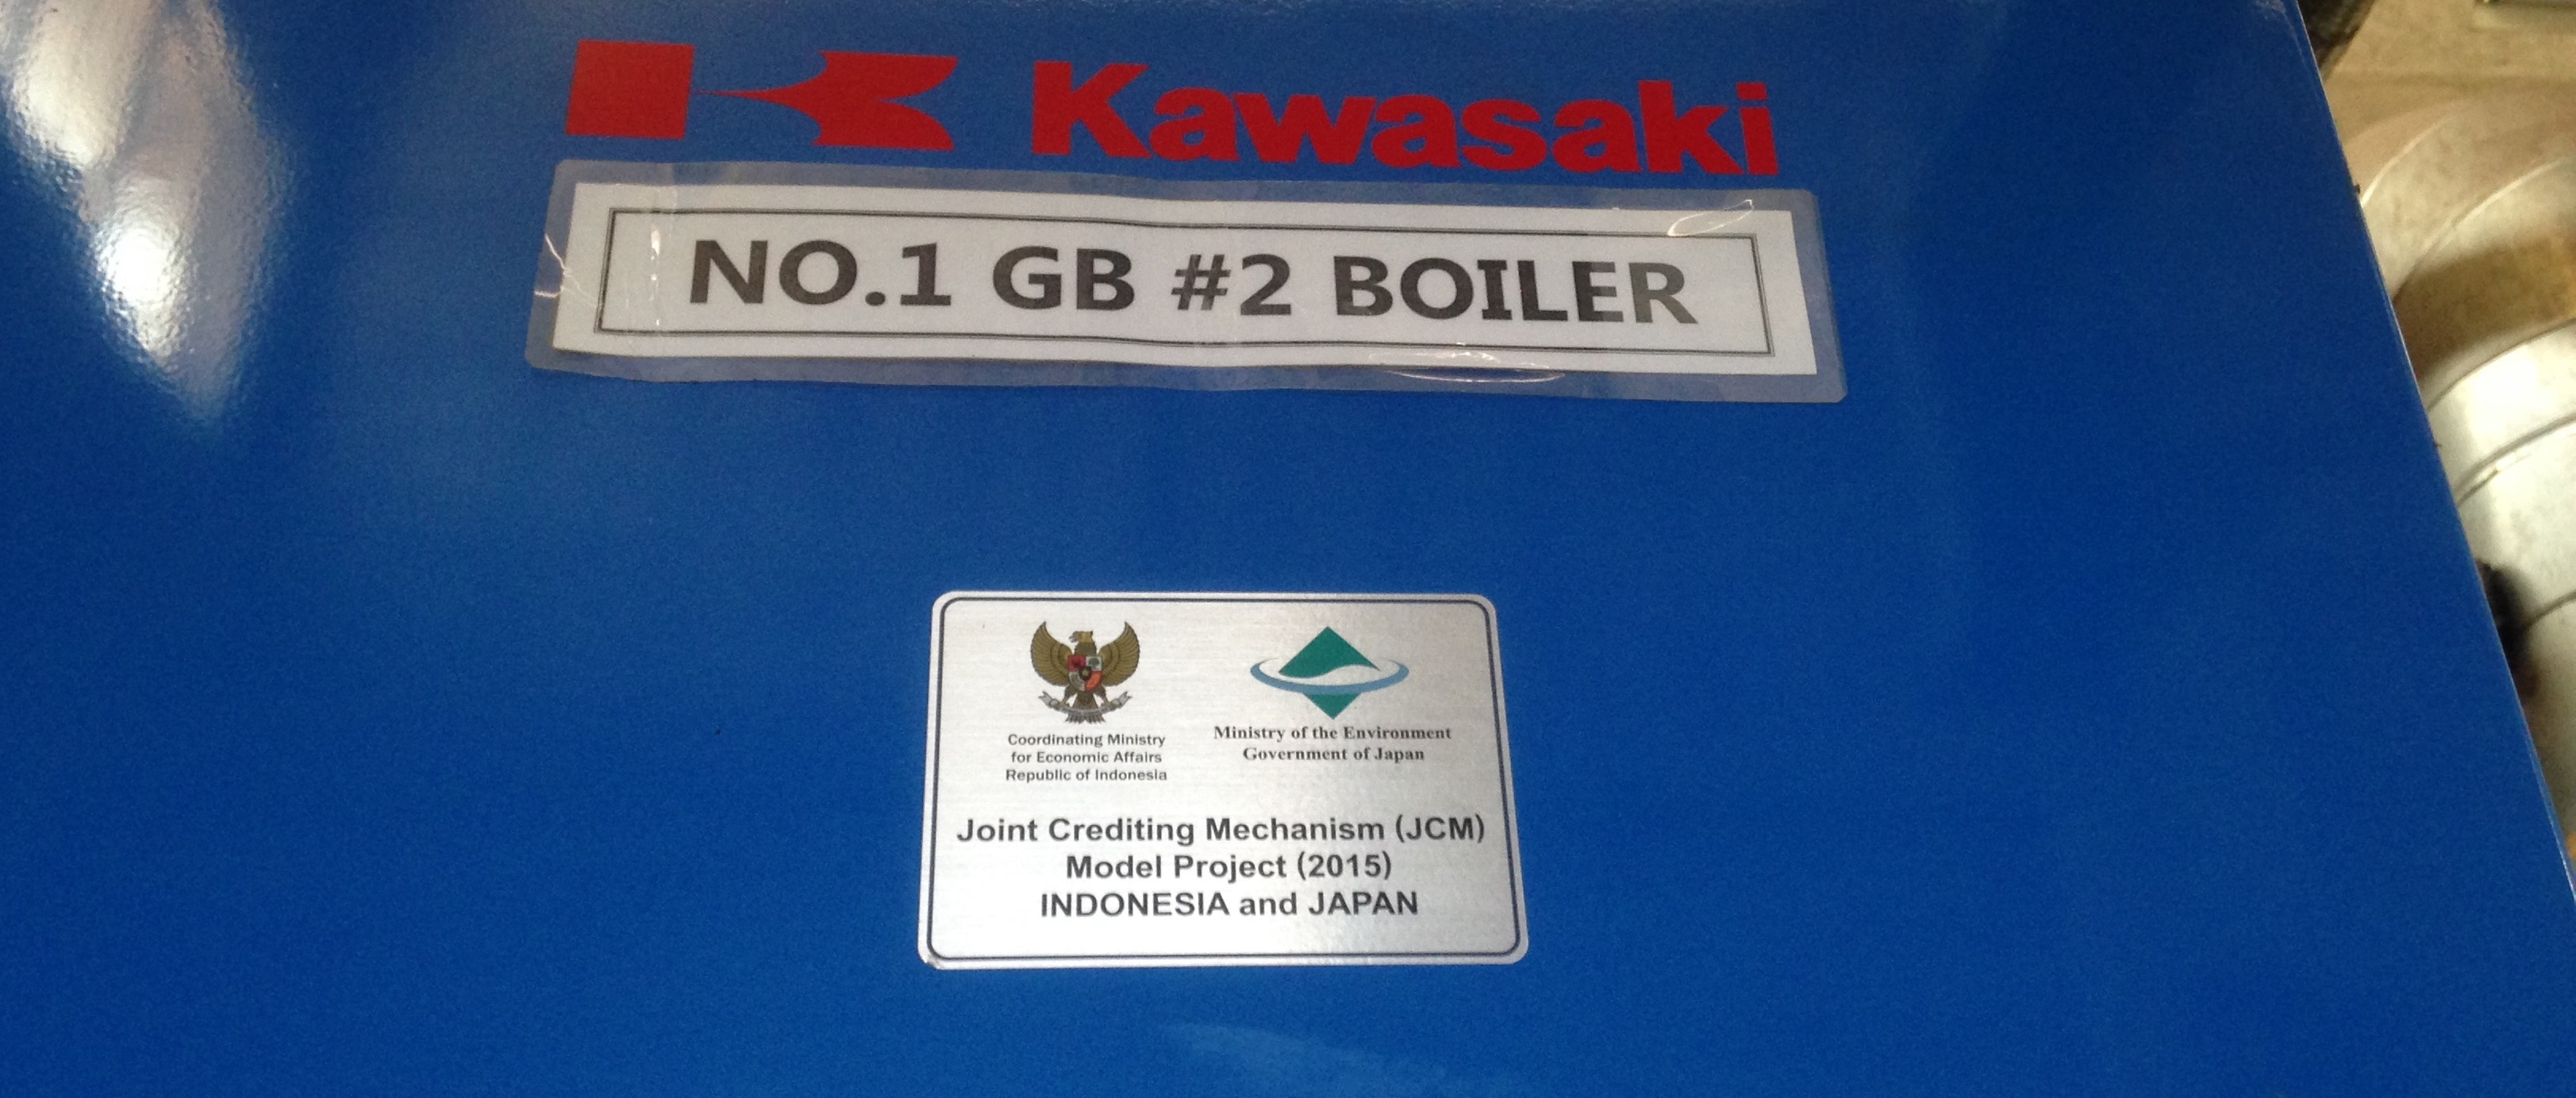 Kawasaki
NO.1 GB #2 BOILER
Coordinating Ministry
for Economic Affairs
Republic of Indonesia
Ministry of the Environment
Government of Japan
Joint Crediting Mechanism (JCM)
Model Project (2015)
INDONESIA and JAPAN